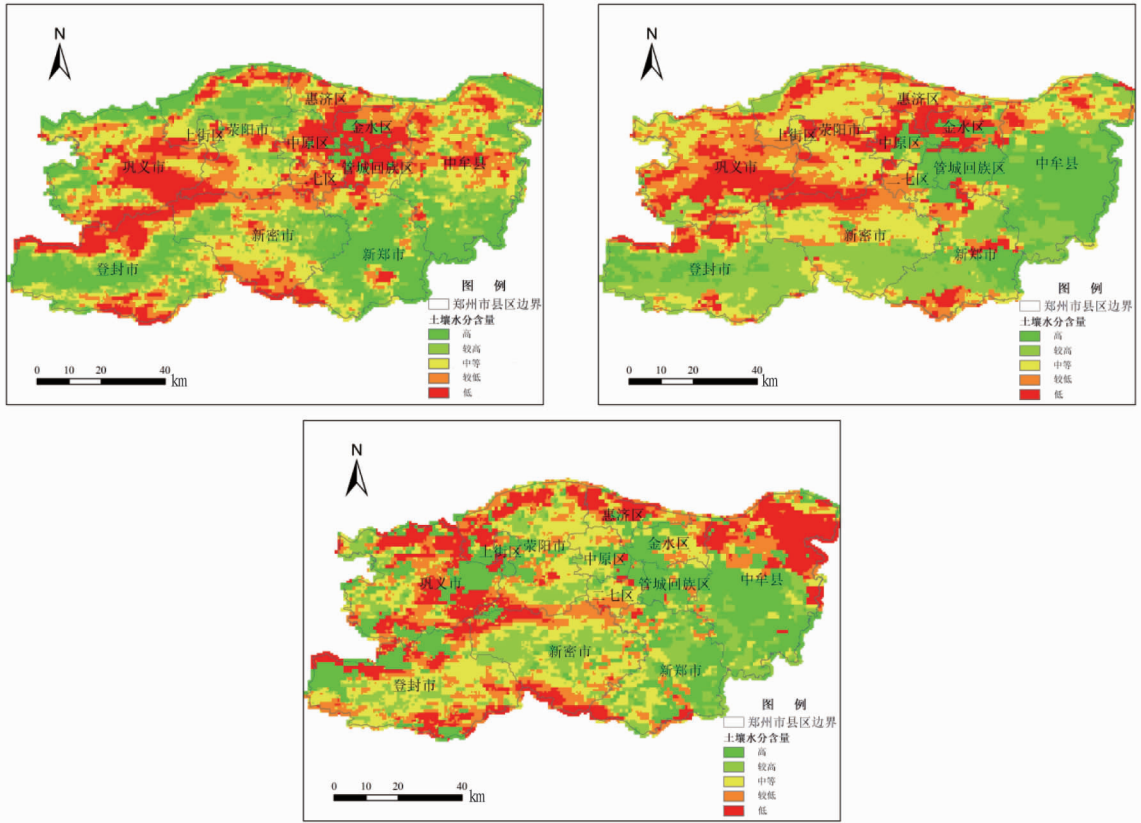 N
惠济区
金水区
上街区
荥阳市
中原区
巩义市
管城回族区
中牟县
二七区
新密市
新郑市
登封市
图 例
郑州市县区边界
土壤水分含量
高
较高
中等
较低
低
0 10 20 40 km
N
惠济区
金水区
上街区
荥阳市
中原区
巩义市
管城回族区
中牟县
二七区
新密市
新郑市
登封市
图 例
郑州市县区边界
土壤水分含量
高
较高
中等
较低
低
0 10 20 40 km
N
惠济区
金水区
上街区
荥阳市
中原区
巩义市
管城回族区
中牟县
二七区
新密市
新郑市
登封市
图 例
郑州市县区边界
土壤水分含量
高
较高
中等
较低
低
0 10 20 40 km